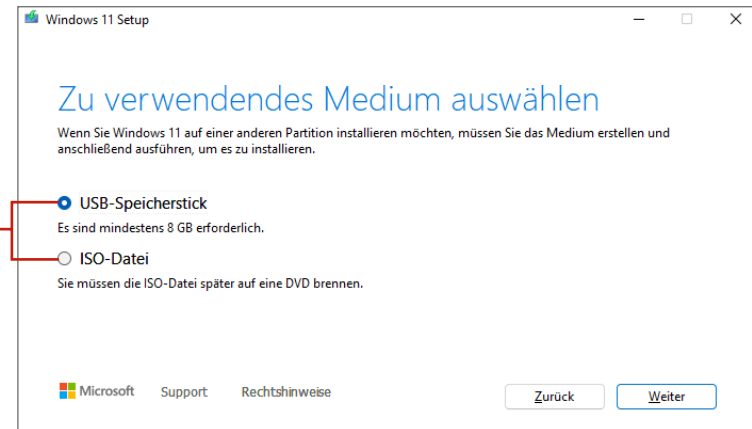 Windows 11 Setup
Zu verwendendes Medium auswählen
Wenn Sie Windows 11 auf einer anderen Partition installieren möchten, müssen Sie das Medium erstellen und
anschließend ausführen, um es zu installieren.
USB-Speicherstick
Es sind mindestens 8 GB erforderlich.
ISO-Datei
Sie müssen die ISO-Datei später auf eine DVD brennen.
Microsoft Support Rechtshinweise Zurück Weiter